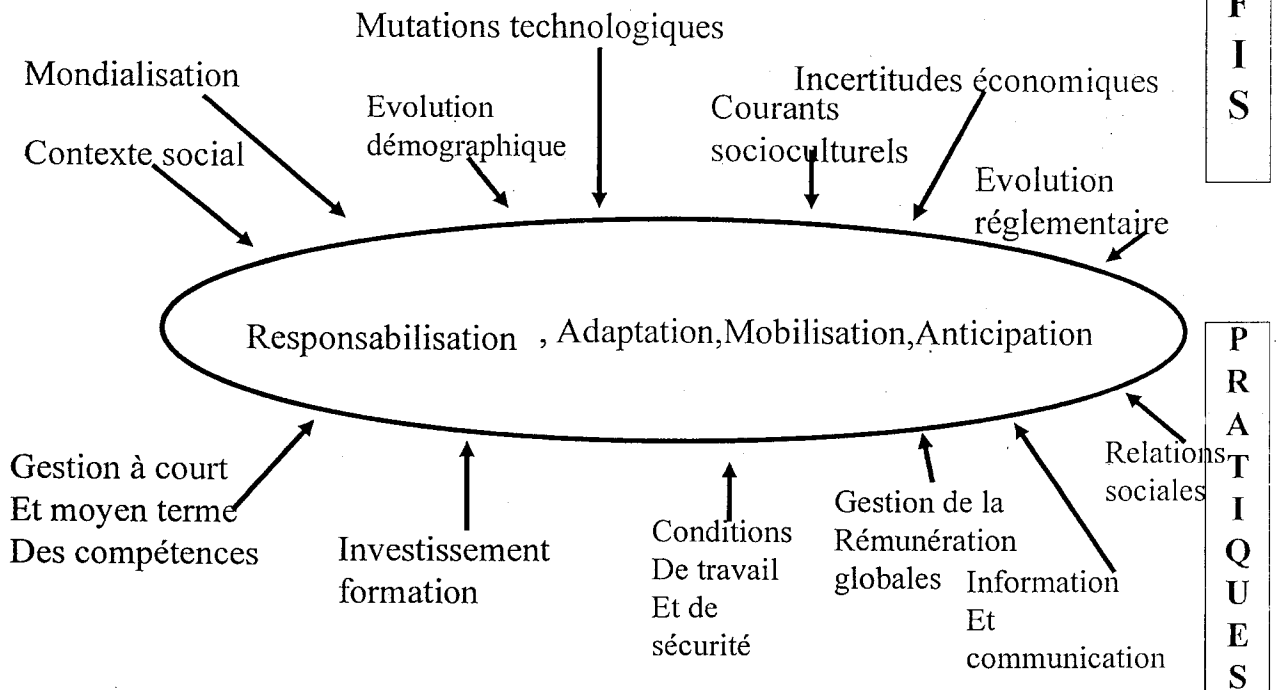 Mutations technologiques
Mondialisation
Incertitudes économiques
Evolution
démographique
Courants
socioculturels
Contexte social
Evolution
réglementaire
F
I
S
Responsabilisation , Adaptation,Mobilisation,Anticipation
Gestion à court
Et moyen terme
Des compétences
Investissement
formation
Conditions
De travail
Et de
sécurité
Gestion de la
Rémunération
globales
Information
Et
communication
Relations
sociales
P
R
A
T
I
Q
U
E
S